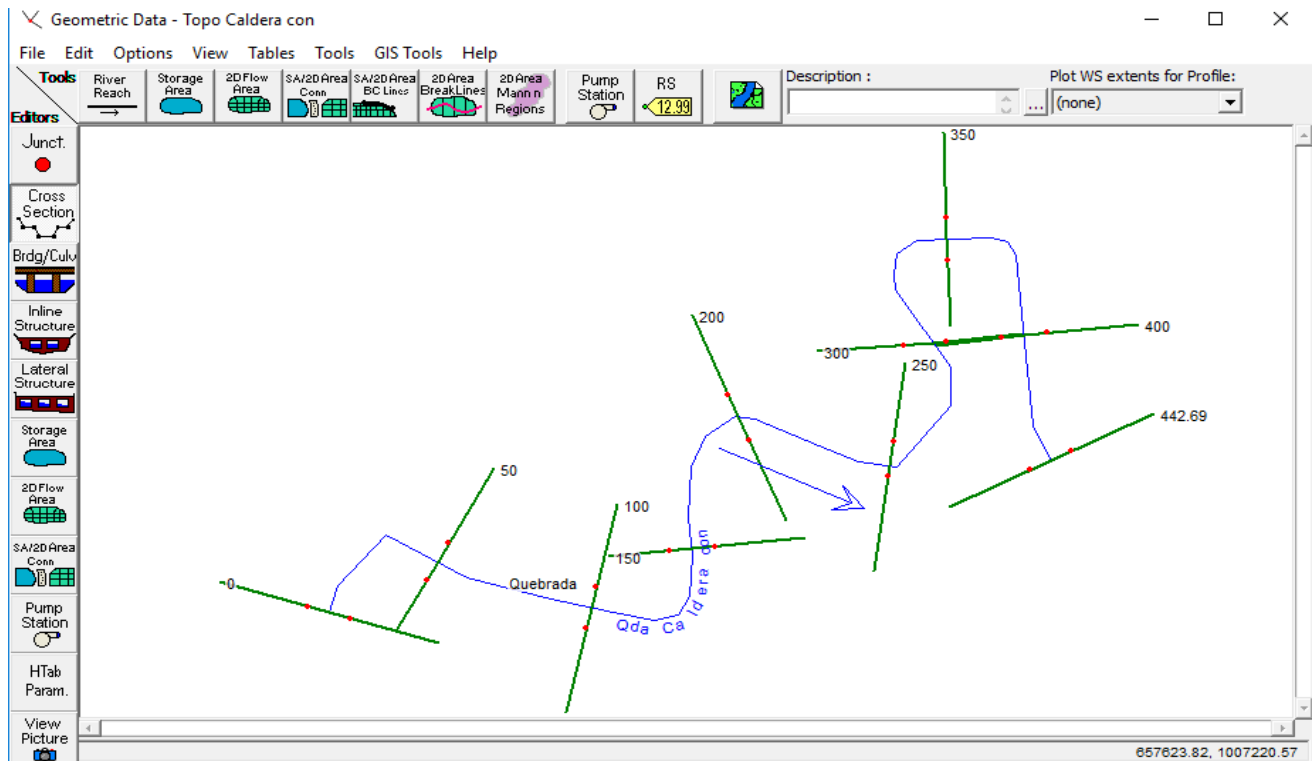 Geometric Data - Topo Caldera con
File Edit Options View Tables Tools GIS Tools Help
Tools
Editors
River
Reach
Storage
Area
2D Flow
Area
SA/2D Area
Conn
SA/2D Area
BC Lines
2D Area
BreakLines
2D Area
Mann n
Regions
Pump
Station
RS
12.99
Description :
...
Plot WS extents for Profile:
(none)
Junct.
Cross
Section
Brdg/Culv
Inline
Structure
Lateral
Structure
Storage
Area
2D Flow
Area
SA/2D Area
Conn
Pump
Station
HTab
Param.
View
Picture
350
200
300
400
250
442.69
50
100
150
0
Quebrada
Qda Caldera con
657623.82, 1007220.57